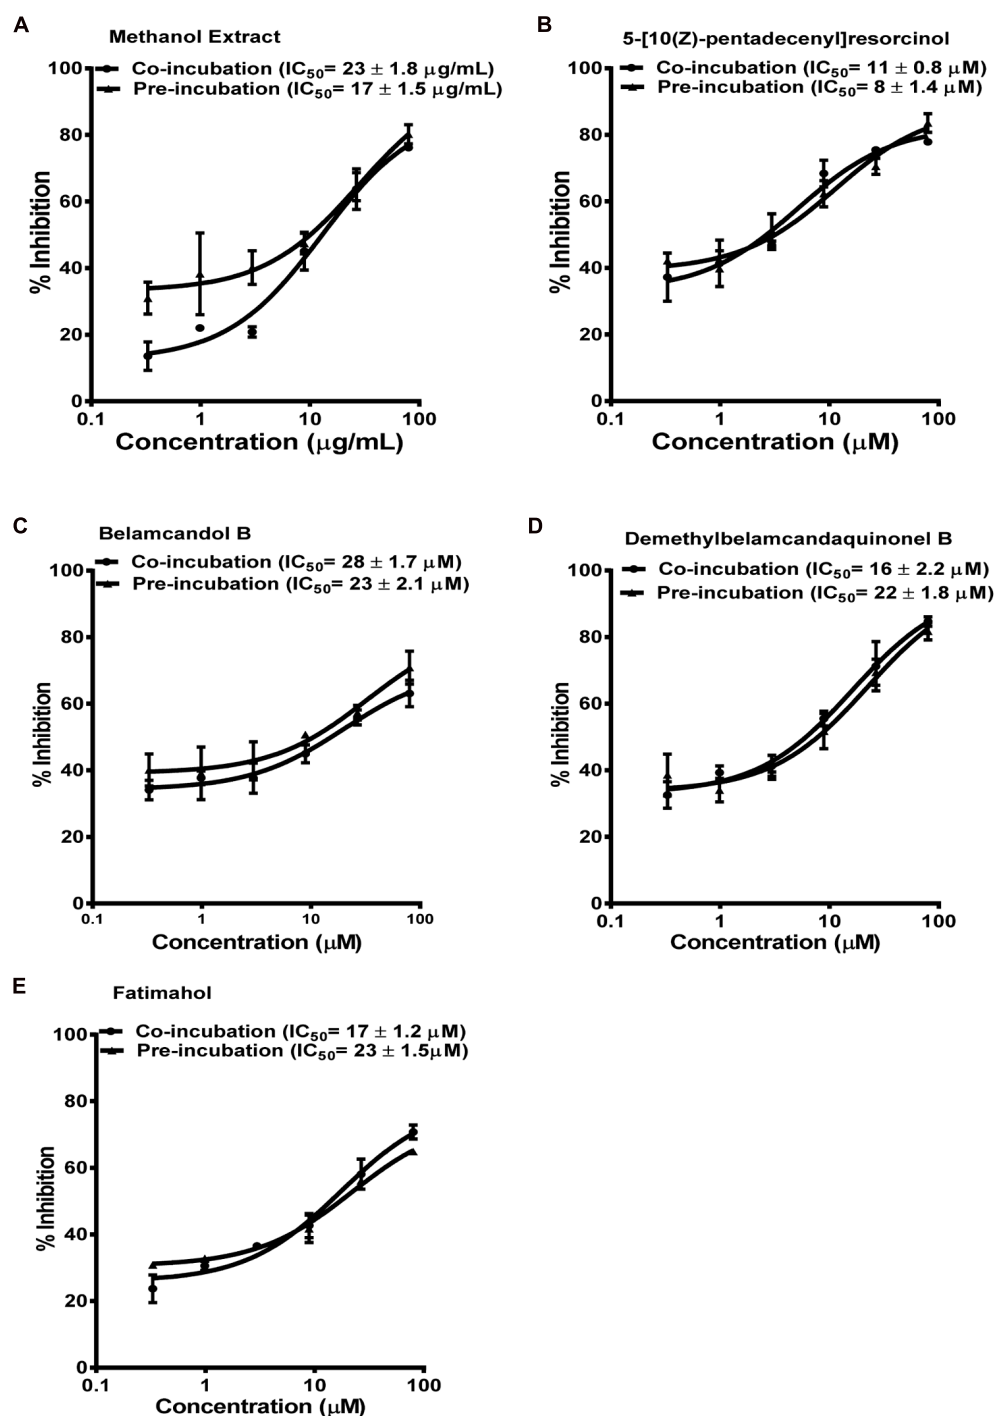 A
Methanol Extract
Co-incubation (IC50= 23 ± 1.8 µg/mL)
Pre-incubation (IC50= 17 ± 1.5 µg/mL)
100
80
60
40
20
0
% Inhibition
0.1
1
10
100
Concentration (µg/mL)
B
5-[10(Z)-pentadecenyl]resorcinol
Co-incubation (IC50= 11 ± 0.8 µM)
Pre-incubation (IC50= 8 ± 1.4 µM)
100
80
60
40
20
0
% Inhibition
0.1
1
10
100
Concentration (µM)
C
Belamcandol B
Co-incubation (IC50= 28 ± 1.7 µM)
Pre-incubation (IC50= 23 ± 2.1 µM)
100
80
60
40
20
0
% Inhibition
0.1
1
10
100
Concentration (µM)
D
Demethylbelamcandaquinonel B
Co-incubation (IC50= 16 ± 2.2 µM)
Pre-incubation (IC50= 22 ± 1.8 µM)
100
80
60
40
20
0
% Inhibition
0.1
1
10
100
Concentration (µM)
E
Fatimahol
Co-incubation (IC50= 17 ± 1.2 µM)
Pre-incubation (IC50= 23 ± 1.5µM)
100
80
60
40
20
0
% Inhibition
0.1
1
10
100
Concentration (µM)